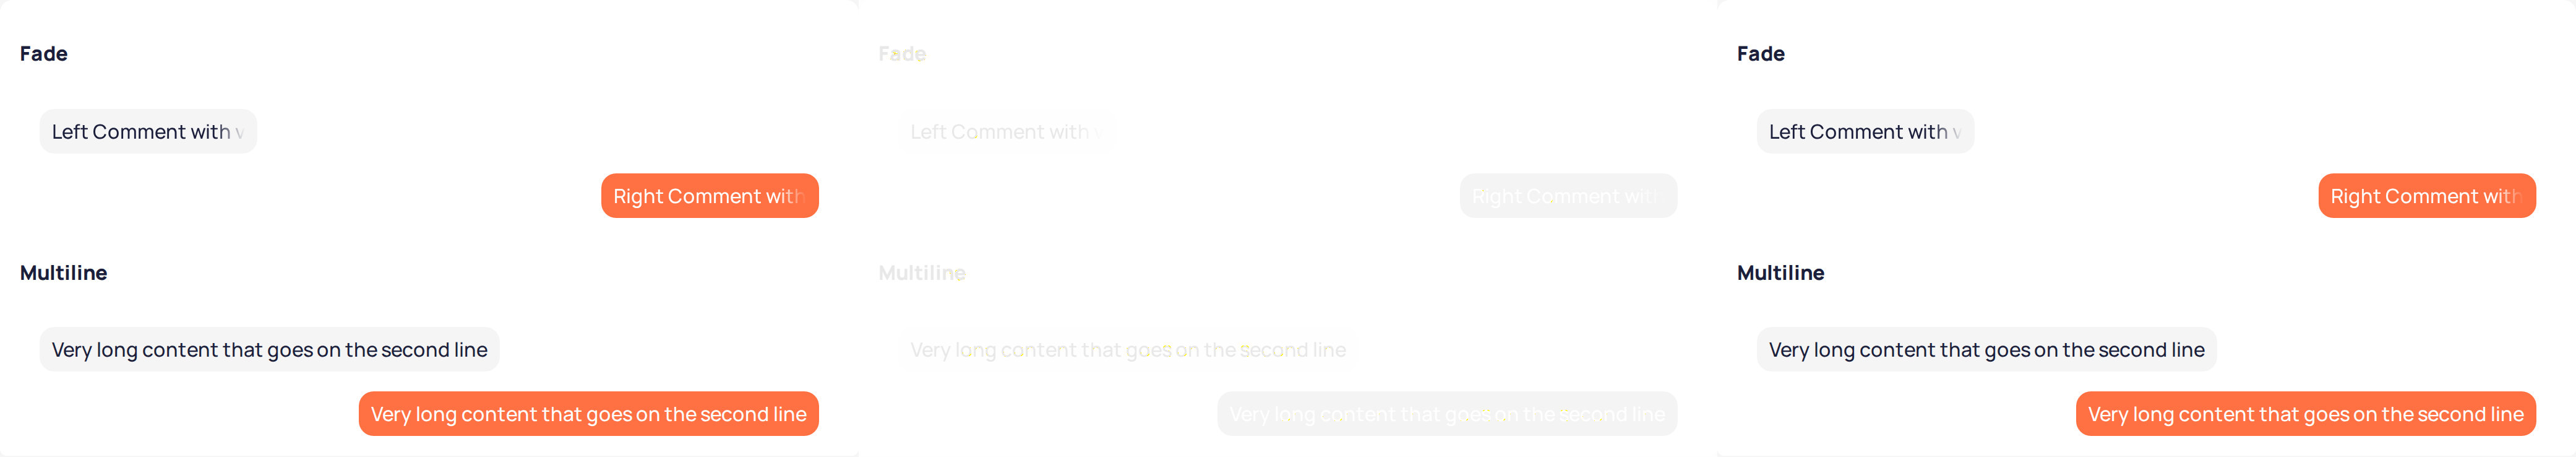 Fade
Left Comment with
Right Comment with
Multiline
Very long content that goes on the second line
Very long content that goes on the second line
Fade
Left Comment with
Right Comment with
Multiline
Very long content that goes on the second line
Very long content that goes on the second line
Fade
Left Comment with
Right Comment with
Multiline
Very long content that goes on the second line
Very long content that goes on the second line